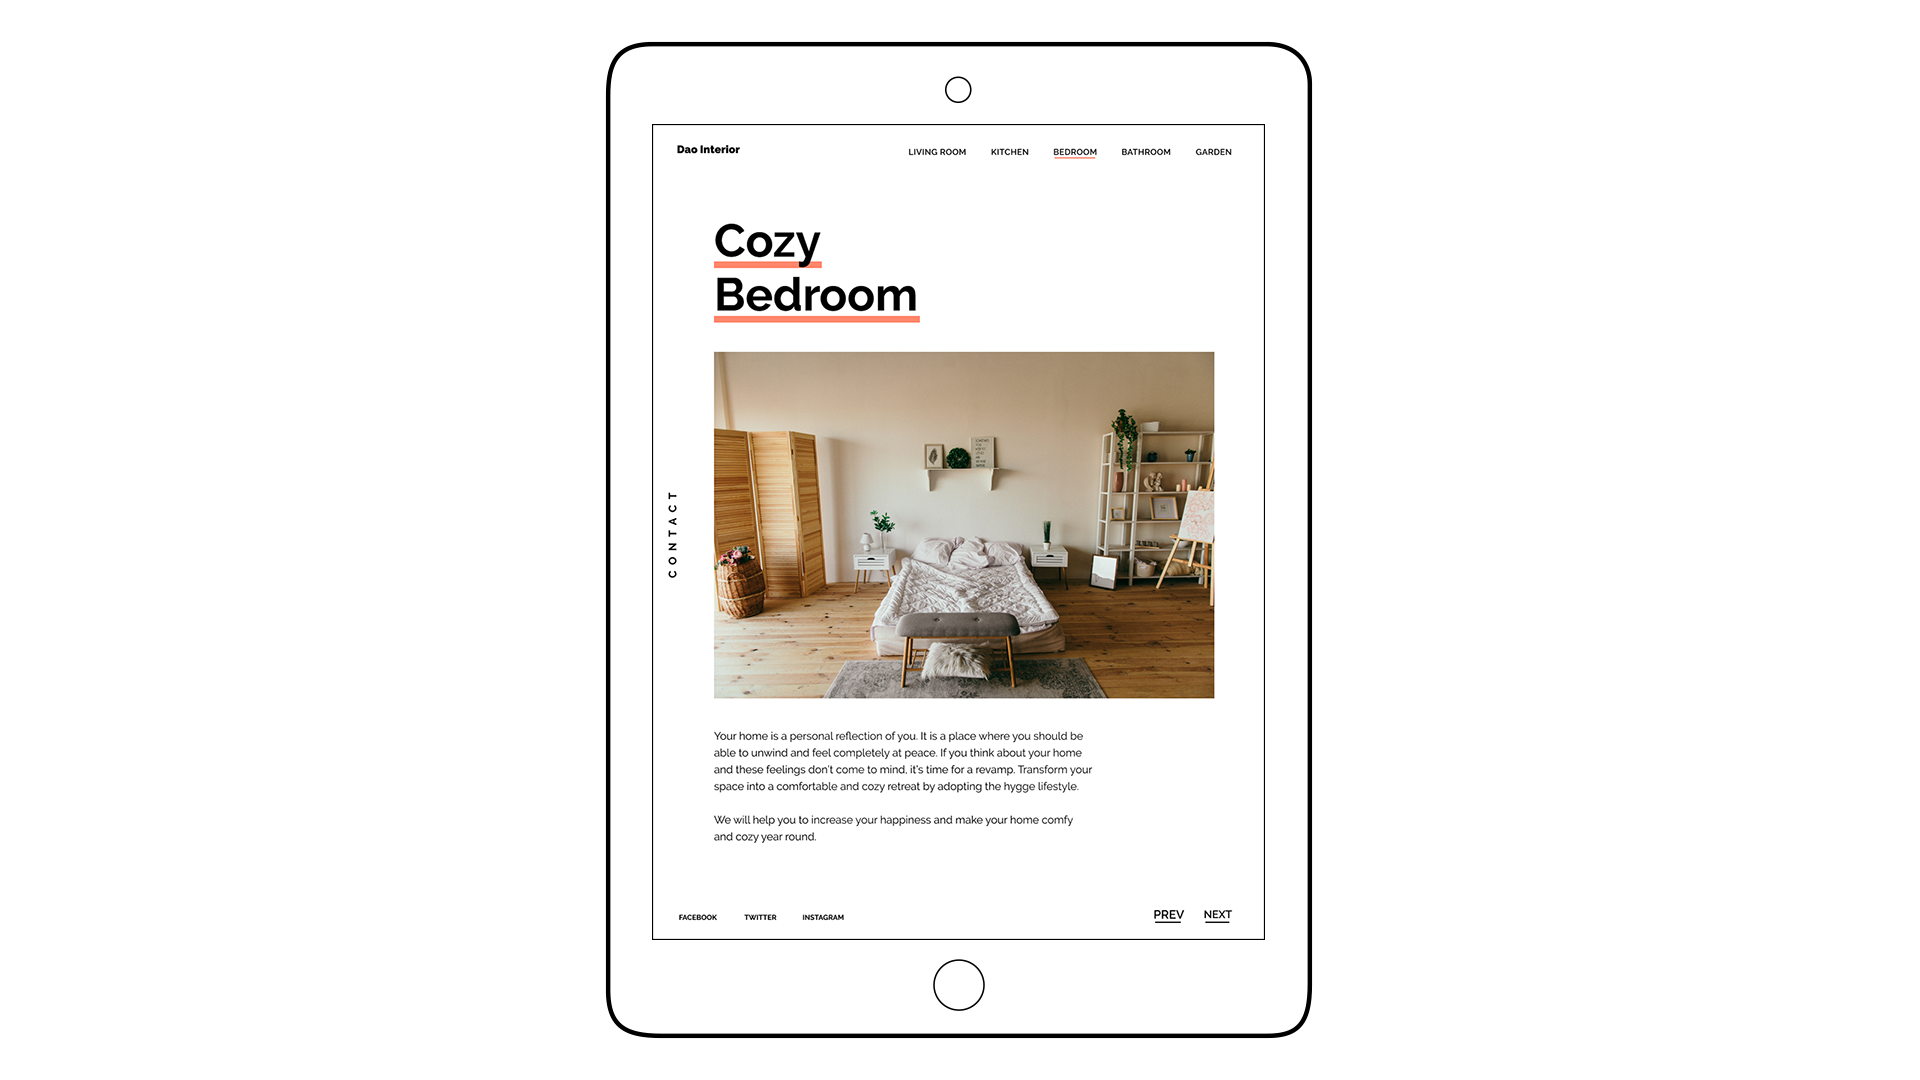 Dao Interior
LIVING ROOM KITCHEN BEDROOM BATHROOM GARDEN
Cozy
Bedroom
CONTACT
Your home is a personal reflection of you. It is a place where you should be
able to unwind and feel completely at peace. If you think about your home
and these feelings don't come to mind, it's time for a revamp. Transform your
space into a comfortable and cozy retreat by adopting the hygge lifestyle.
We will help you to increase your happiness and make your home comfy
and cozy year round.
FACEBOOK TWITTER INSTAGRAM
PREV NEXT